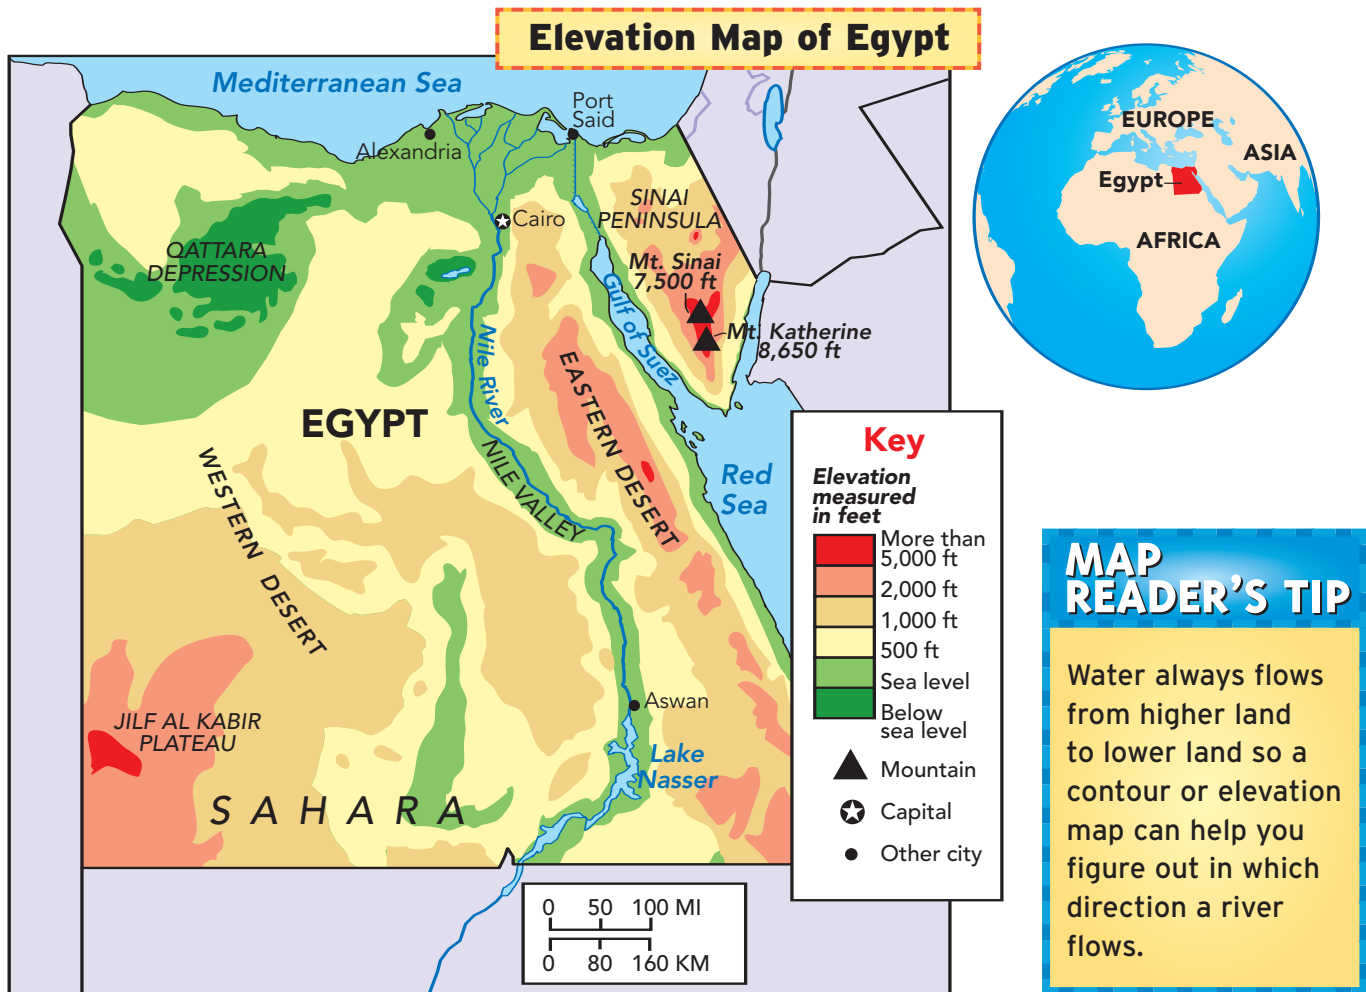 Elevation Map of Egypt
Mediterranean Sea
Port
Said
Alexandria
Cairo
SINAI
PENINSULA
Mt. Sinai
7,500 ft
Mt. Katherine
8,650 ft
QATTARA
DEPRESSION
Gulf of Suez
Nile River
EGYPT
EASTERN DESERT
NILE VALLEY
WESTERN DESERT
Red
Sea
Aswan
Lake
Nasser
JILF AL KABIR
PLATEAU
SAHARA
0 50 100 MI
0 80 160 KM
Key
Elevation
measured
in feet
More than
5,000 ft
2,000 ft
1,000 ft
500 ft
Sea level
Below
sea level
Mountain
Capital
Other city
EUROPE
ASIA
Egypt
AFRICA
MAP
READER'S TIP
Water always flows
from higher land
to lower land so a
contour or elevation
map can help you
figure out in which
direction a river
flows.